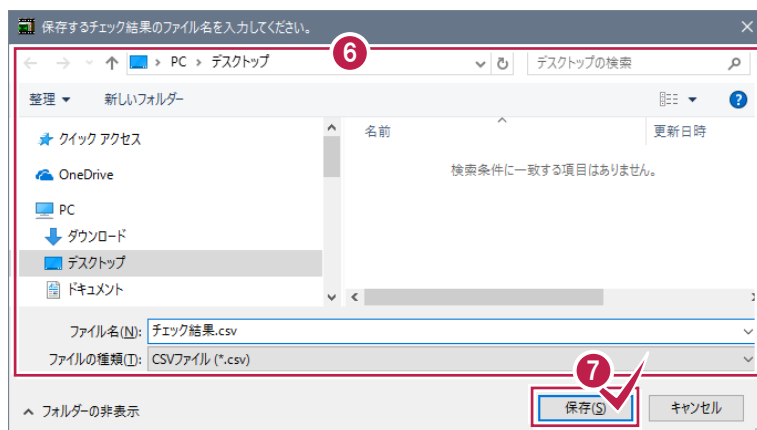 保存するチェック結果のファイル名を入力してください。
6
PC › デスクトップ
デスクトップの検索
整理 新しいフォルダー
?
クイック アクセス
OneDrive
PC
ダウンロード
デスクトップ
ドキュメント
名前 更新日時
検索条件に一致する項目はありません。
ファイル名(N): チェック結果.csv
ファイルの種類(T): CSVファイル (*.csv)
7
フォルダーの非表示
保存(S) キャンセル